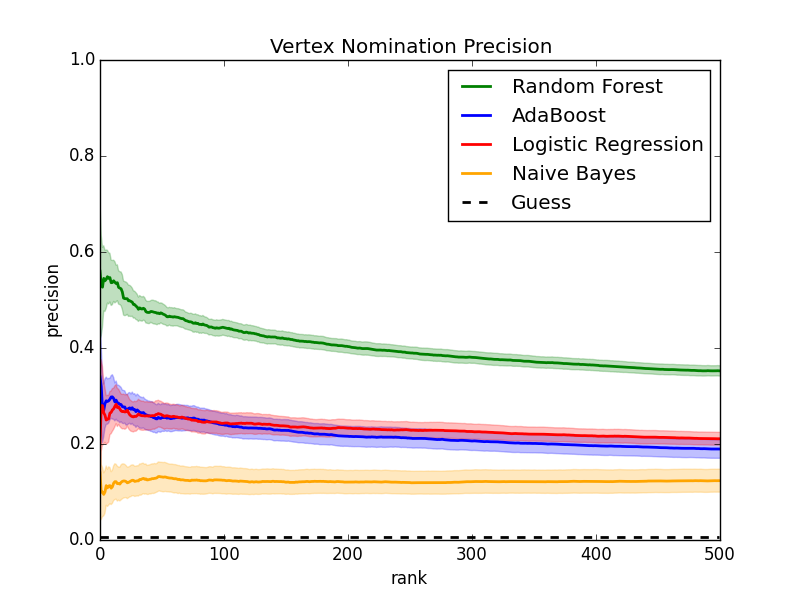 Vertex Nomination Precision
1.0
0.8
0.6
0.4
0.2
0.0
precision
Random Forest
AdaBoost
Logistic Regression
Naive Bayes
Guess
0 100 200 300 400 500
rank